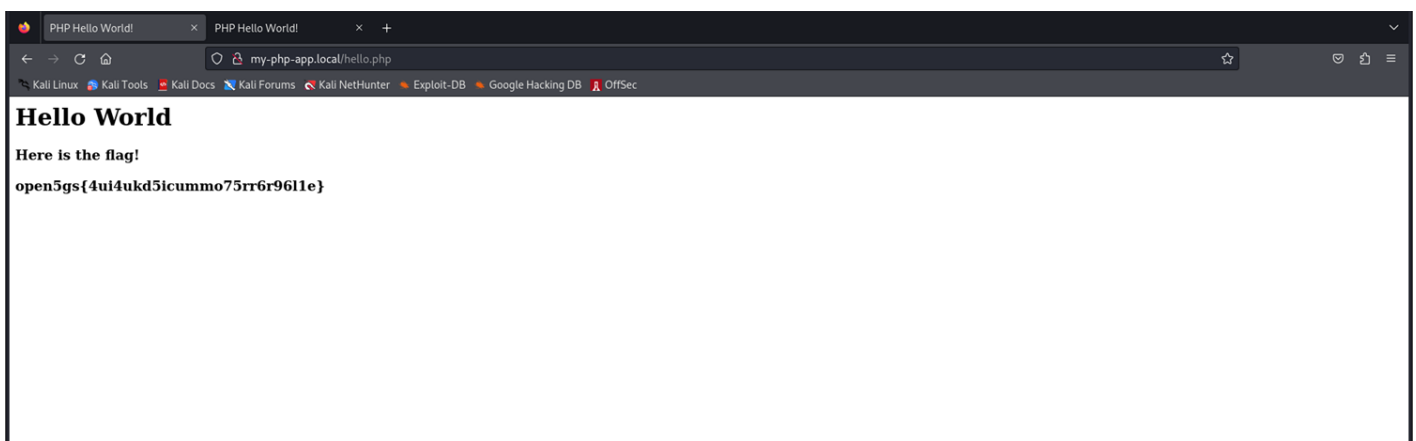 PHP Hello World! × PHP Hello World! × +
my-php-app.local/hello.php
Kali Linux Kali Tools Kali Docs Kali Forums Kali NetHunter Exploit-DB Google Hacking DB OffSec
Hello World
Here is the flag!
open5gs{4ui4ukd5icummo75rr6r96l1e}